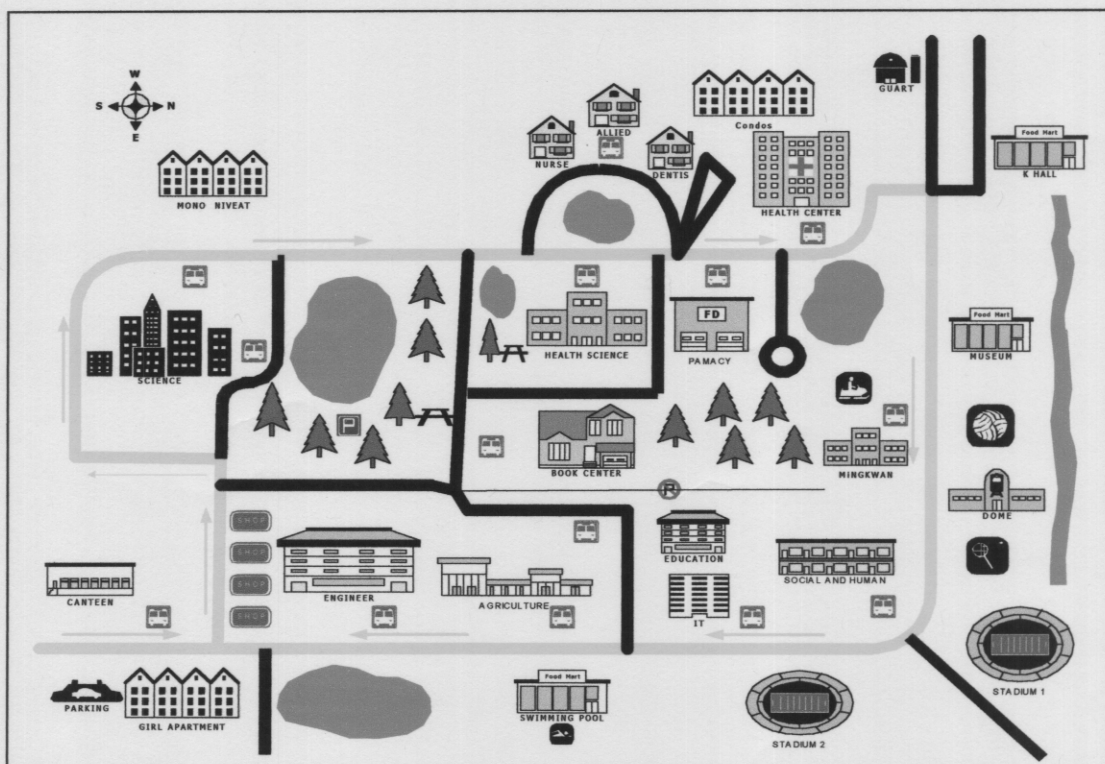 W
S N
E
GUART
Food Mart
K HALL
Condos
ALLIED
NURSE
DENTIS
HEALTH CENTER
MONO NIVEAT
SCIENCE
HEALTH SCIENCE
FD
PAMACY
Food Mart
MUSEUM
P
BOOK CENTER
MINGKWAN
R
DOME
SHOP
SHOP
SHOP
SHOP
ENGINEER
AGRICULTURE
EDUCATION
IT
SOCIAL AND HUMAN
CANTEEN
PARKING
GIRL APARTMENT
Food Mart
SWIMMING POOL
STADIUM 2
STADIUM 1